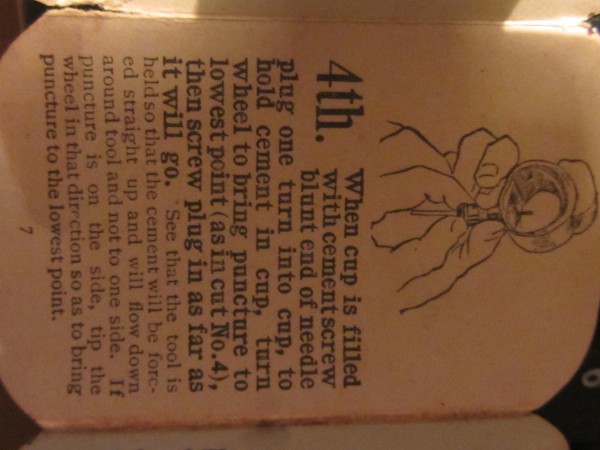 4th. When cup is filled
with cement screw
blunt end of needle
plug one turn into cup, to
hold cement in cup, turn
wheel to bring puncture to
lowest point (as in cut No. 4),
then screw plug in as far as
it will go. See that the tool is
held so that the cement will be forc-
ed straight up and will flow down
around tool and not to one side. If
puncture is on the side, tip the
wheel in that direction so as to bring
puncture to the lowest point.
7